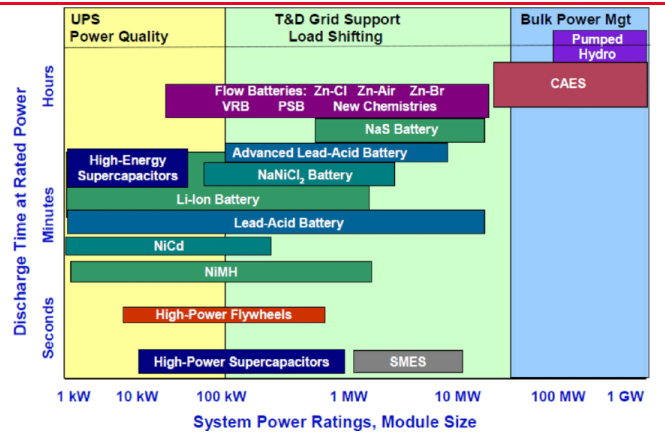 UPS
Power Quality
T&D Grid Support
Load Shifting
Bulk Power Mgt
Pumped
Hydro
CAES
Flow Batteries: Zn-Cl Zn-Air Zn-Br
VRB PSB New Chemistries
NaS Battery
Advanced Lead-Acid Battery
High-Energy
Supercapacitors
NaNiCl2 Battery
Li-Ion Battery
Lead-Acid Battery
NiCd
NiMH
High-Power Flywheels
High-Power Supercapacitors
SMES
Discharge Time at Rated Power
Hours
Minutes
Seconds
1 kW 10 kW 100 kW 1 MW 10 MW 100 MW 1 GW
System Power Ratings, Module Size